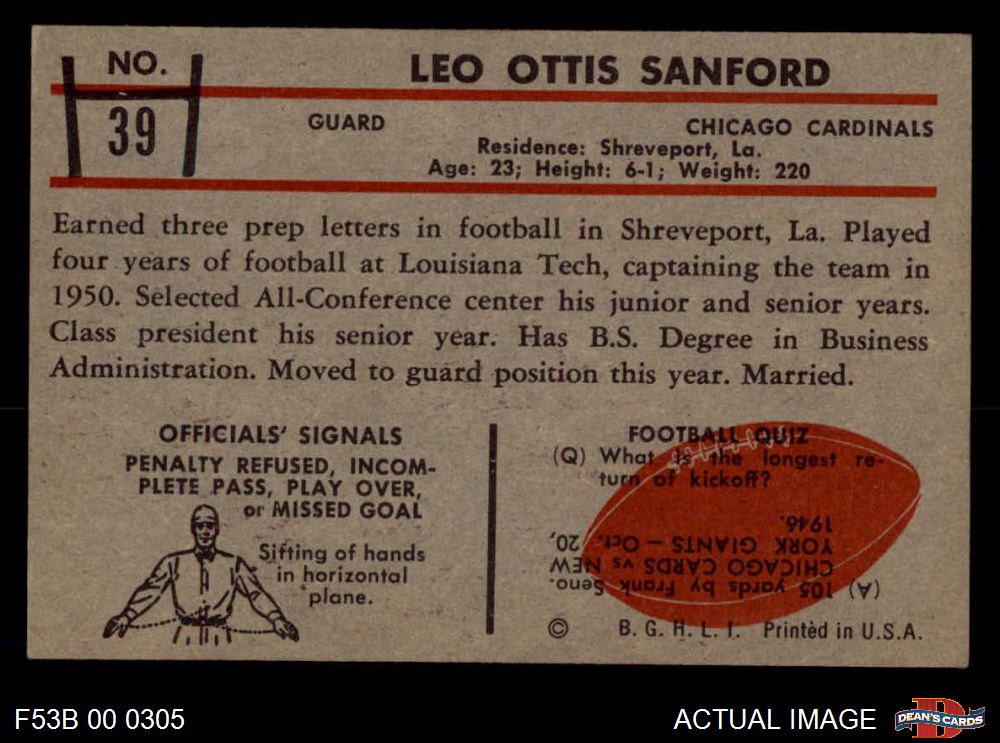 NO.
39
LEO OTTIS SANFORD
GUARD
CHICAGO CARDINALS
Residence: Shreveport, La.
Age: 23; Height: 6-1; Weight: 220
Earned three prep letters in football in Shreveport, La. Played
four years of football at Louisiana Tech, captaining the team in
1950. Selected All-Conference center his junior and senior years.
Class president his senior year. Has B.S. Degree in Business
Administration. Moved to guard position this year. Married.
OFFICIALS' SIGNALS
PENALTY REFUSED, INCOM-
PLETE PASS, PLAY OVER,
or MISSED GOAL
Sifting of hands
in horizontal
plane.
FOOTBALL QUIZ
(Q) What is the longest re-
turn of kickoff?
(A) 105 yards by Frank Seno.
CHICAGO CARDS vs NEW
YORK GIANTS — Oct. 20,
1946.
© B. G. H. L. I. Printed in U.S.A.
F53B 00 0305
ACTUAL IMAGE
D
DEAN'S CARDS